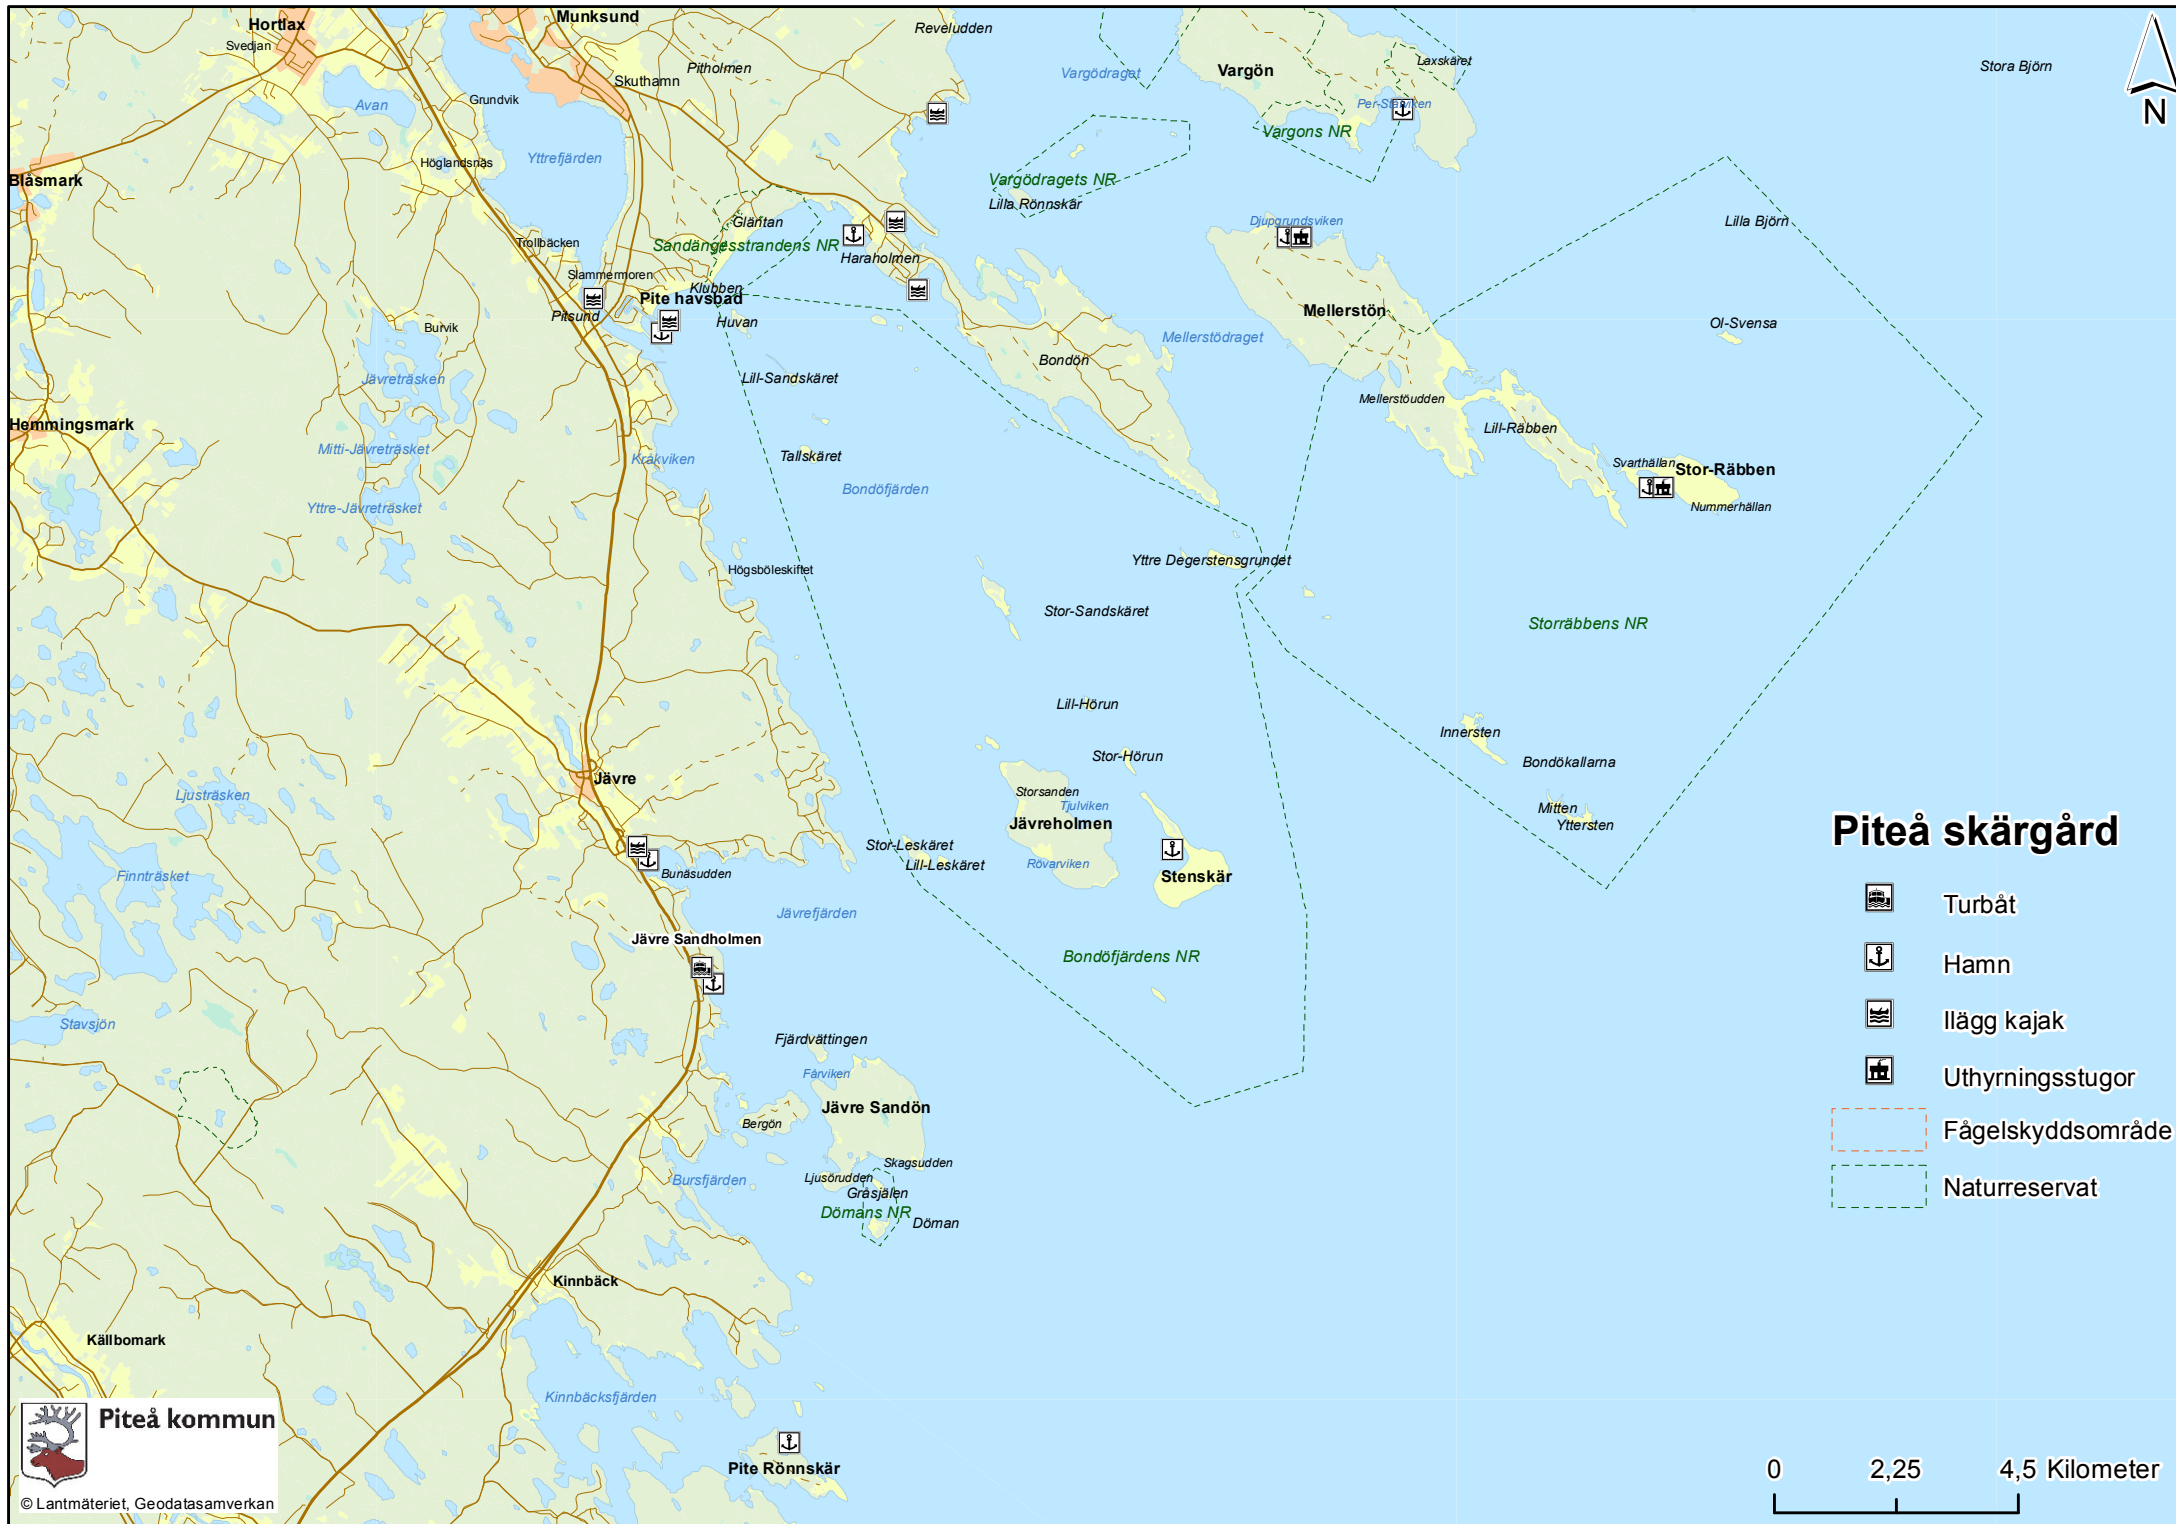 Hortlax
Svedjan
Munksund
Skuthamn
Pitholmen
Reveludden
Vargödraget
Vargön
Laxskäret
Stora Björn
N
Avan
Grundvik
Per-Starviken
Vargöns NR
Höglandsnäs
Yttrefjärden
Blåsmark
Vargödragets NR
Lilla Rönnskär
Gläntan
Sandängesstrandens NR
Haraholmen
Djupgrundsviken
Lilla Björn
Trollbäcken
Slammermoren
Klubben
Pite havsbad
Pitsund
Huvan
Burvik
Mellerstön
Mellerstödraget
Ol-Svensa
Bondön
Jävreträsken
Lill-Sandskäret
Mellerstöudden
Hemmingsmark
Lill-Räbben
Mitti-Jävreträsket
Kråkviken
Tallskäret
Svarthällan
Stor-Räbben
Bondöfjärden
Yttre-Jävreträsket
Nummerhällan
Högsböleskiftet
Yttre Degerstensgrundet
Stor-Sandskäret
Storräbbens NR
Lill-Hörun
Innersten
Stor-Hörun
Bondökallarna
Jävre
Ljusträsken
Storsanden
Tjulviken
Jävreholmen
Mitten
Yttersten
Stor-Leskäret
Lill-Leskäret
Rövarviken
Stenskär
Bunäsudden
Finnträsket
Jävrefjärden
Jävre Sandholmen
Bondöfjärdens NR
Stavsjön
Fjärdvättingen
Fårviken
Jävre Sandön
Bergön
Skagsudden
Ljusörudden
Bursfjärden
Gråsjälen
Dömans NR
Döman
Kinnbäck
Källbomark
Kinnbäcksfjärden
Pite Rönnskär
Piteå skärgård
Turbåt
Hamn
Ilägg kajak
Uthyrningsstugor
Fågelskyddsområde
Naturreservat
Piteå kommun
© Lantmäteriet, Geodatasamverkan
0 2,25 4,5 Kilometer